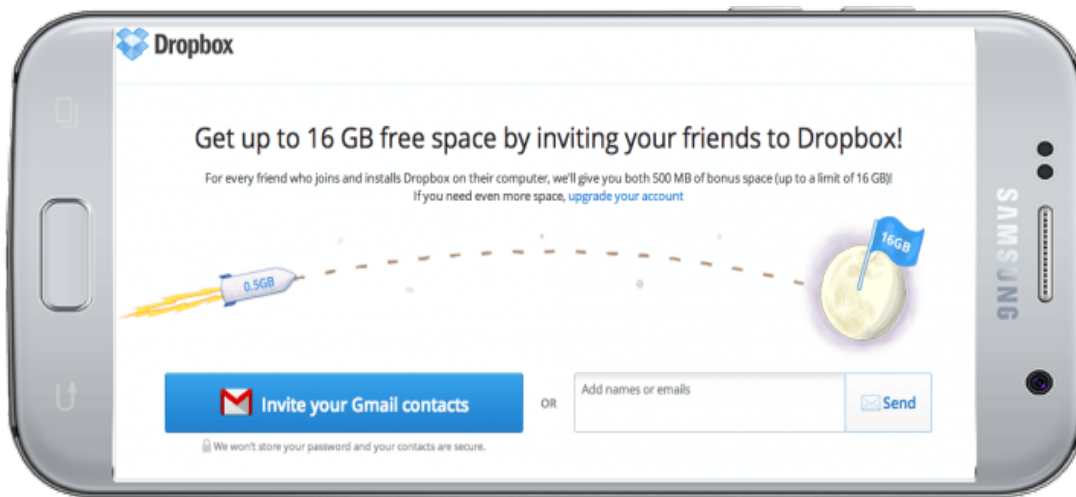 Dropbox
Get up to 16 GB free space by inviting your friends to Dropbox!
For every friend who joins and installs Dropbox on their computer, we'll give you both 500 MB of bonus space (up to a limit of 16 GB)!
If you need even more space, upgrade your account
16GB
0.5GB
Invite your Gmail contacts
OR
Add names or emails
Send
We won't store your password and your contacts are secure.
SAMSUNG